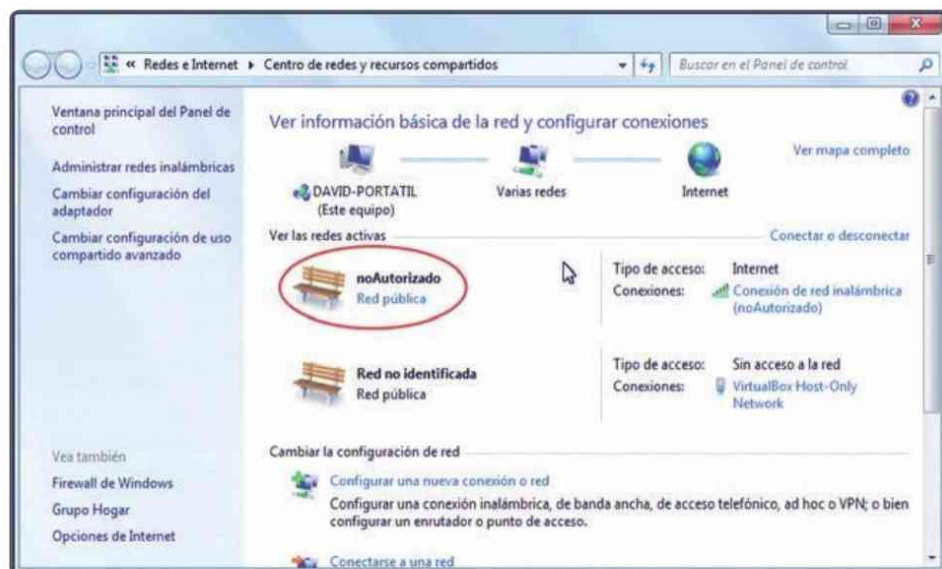 « Redes e Internet ▸ Centro de redes y recursos compartidos
Buscar en el Panel de control
Ventana principal del Panel de
control
Administrar redes inalámbricas
Cambiar configuración del
adaptador
Cambiar configuración de uso
compartido avanzado
Vea también
Firewall de Windows
Grupo Hogar
Opciones de Internet
Ver información básica de la red y configurar conexiones
DAVID-PORTATIL
(Este equipo)
Varias redes
Internet
Ver mapa completo
Ver las redes activas
Conectar o desconectar
noAutorizado
Red pública
Tipo de acceso: Internet
Conexiones: Conexión de red inalámbrica
(noAutorizado)
Red no identificada
Red pública
Tipo de acceso: Sin acceso a la red
Conexiones: VirtualBox Host-Only
Network
Cambiar la configuración de red
Configurar una nueva conexión o red
Configurar una conexión inalámbrica, de banda ancha, de acceso telefónico, ad hoc o VPN; o bien
configurar un enrutador o punto de acceso.
Conectarse a una red